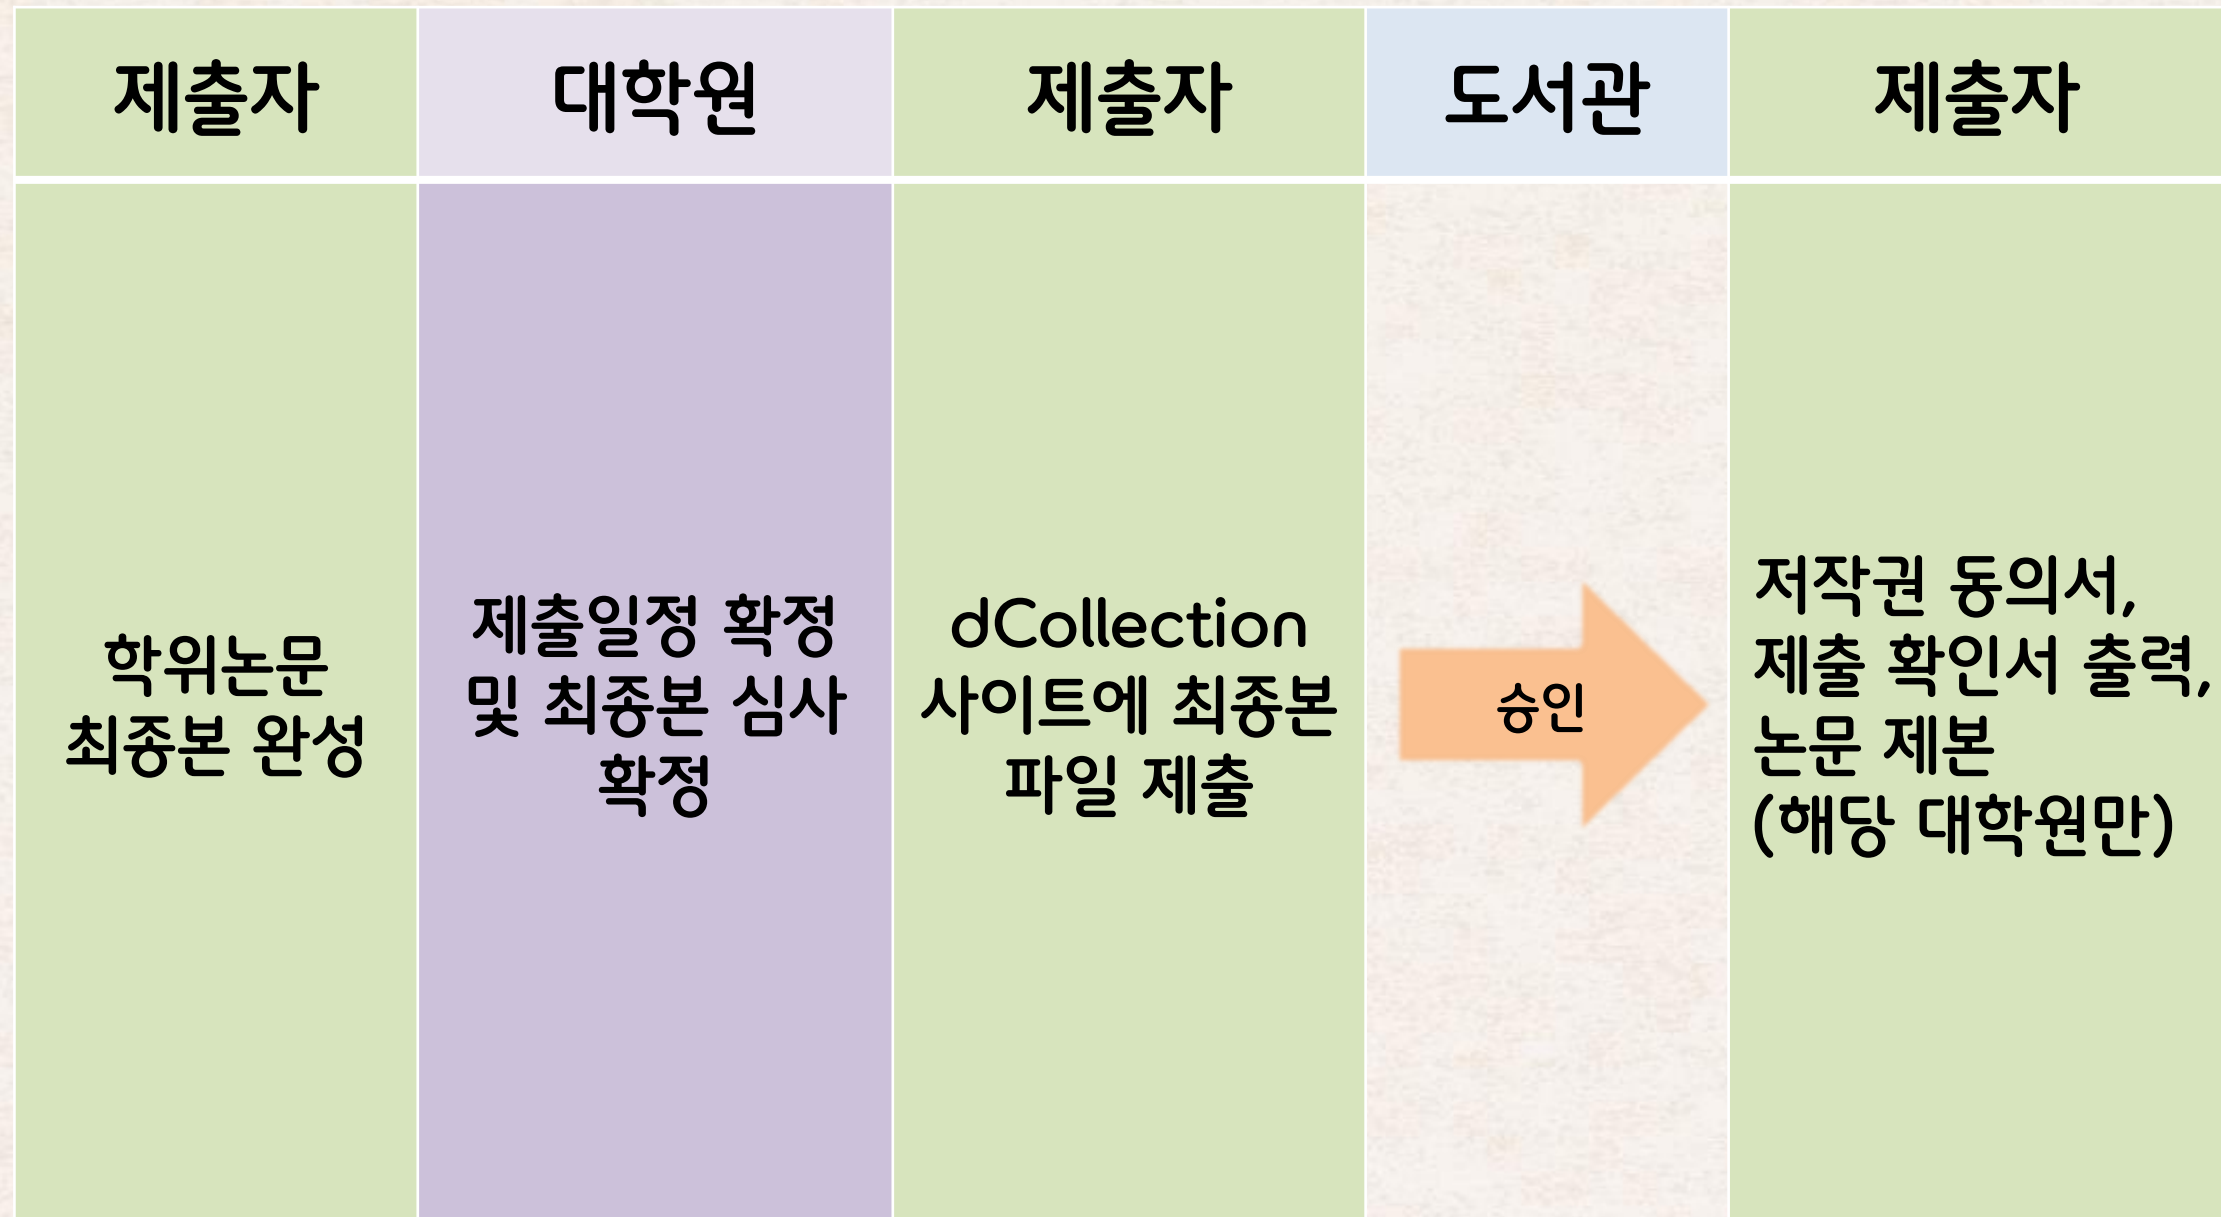 제출자
대학원
제출자
도서관
제출자
학위논문
최종본 완성
제출일정 확정
및 최종본 심사
확정
dCollection
사이트에 최종본
파일 제출
승인
저작권 동의서,
제출 확인서 출력,
논문 제본
(해당 대학원만)